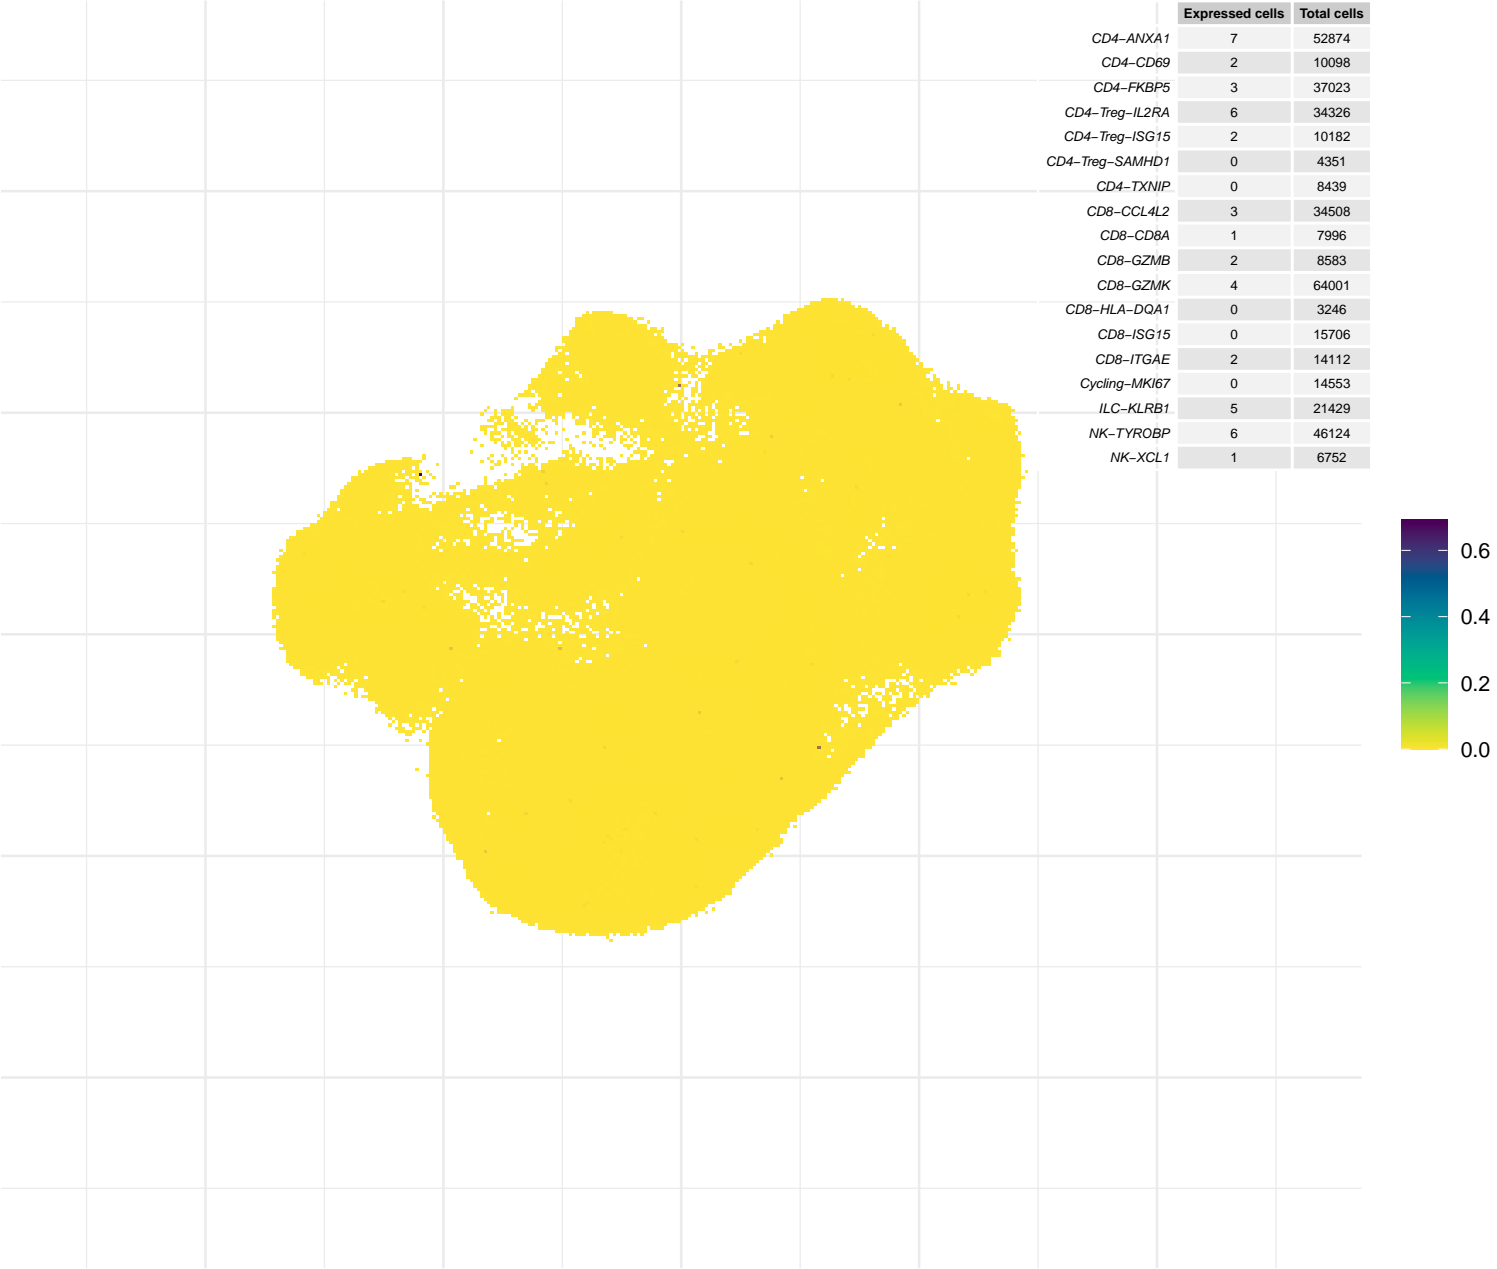 Expressed cells Total cells
CD4−ANXA1 7 52874
CD4−CD69 2 10098
CD4−FKBP5 3 37023
CD4−Treg−IL2RA 6 34326
CD4−Treg−ISG15 2 10182
CD4−Treg−SAMHD1 0 4351
CD4−TXNIP 0 8439
CD8−CCL4L2 3 34508
CD8−CD8A 1 7996
CD8−GZMB 2 8583
CD8−GZMK 4 64001
CD8−HLA−DQA1 0 3246
CD8−ISG15 0 15706
CD8−ITGAE 2 14112
Cycling−MKI67 0 14553
ILC−KLRB1 5 21429
NK−TYROBP 6 46124
NK−XCL1 1 6752
0.6
0.4
0.2
0.0